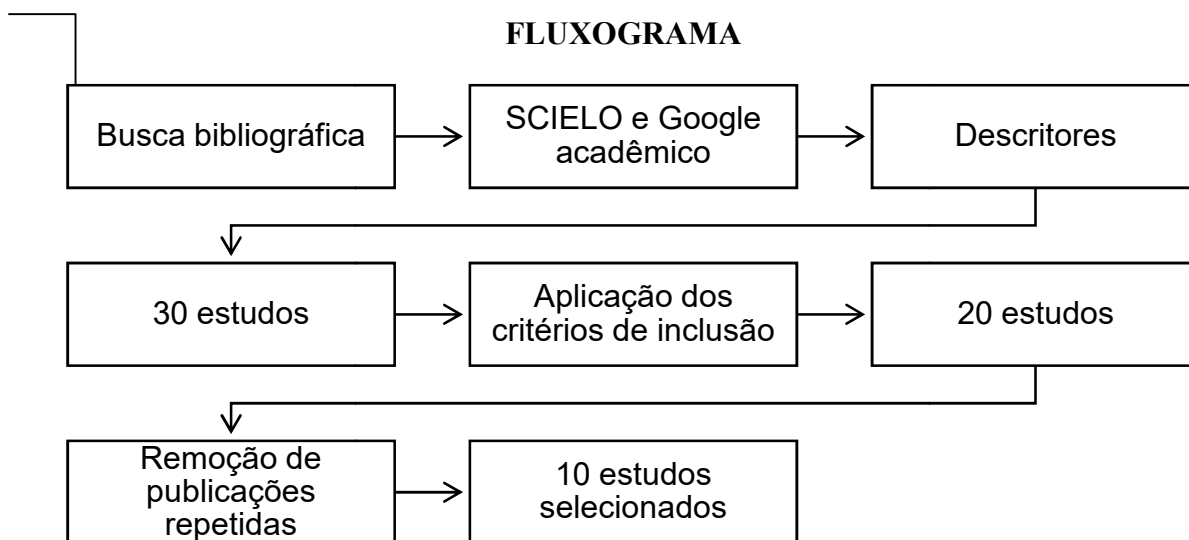 FLUXOGRAMA
Busca bibliográfica
SCIELO e Google
acadêmico
Descritores
30 estudos
Aplicação dos
critérios de inclusão
20 estudos
Remoção de
publicações
repetidas
10 estudos
selecionados